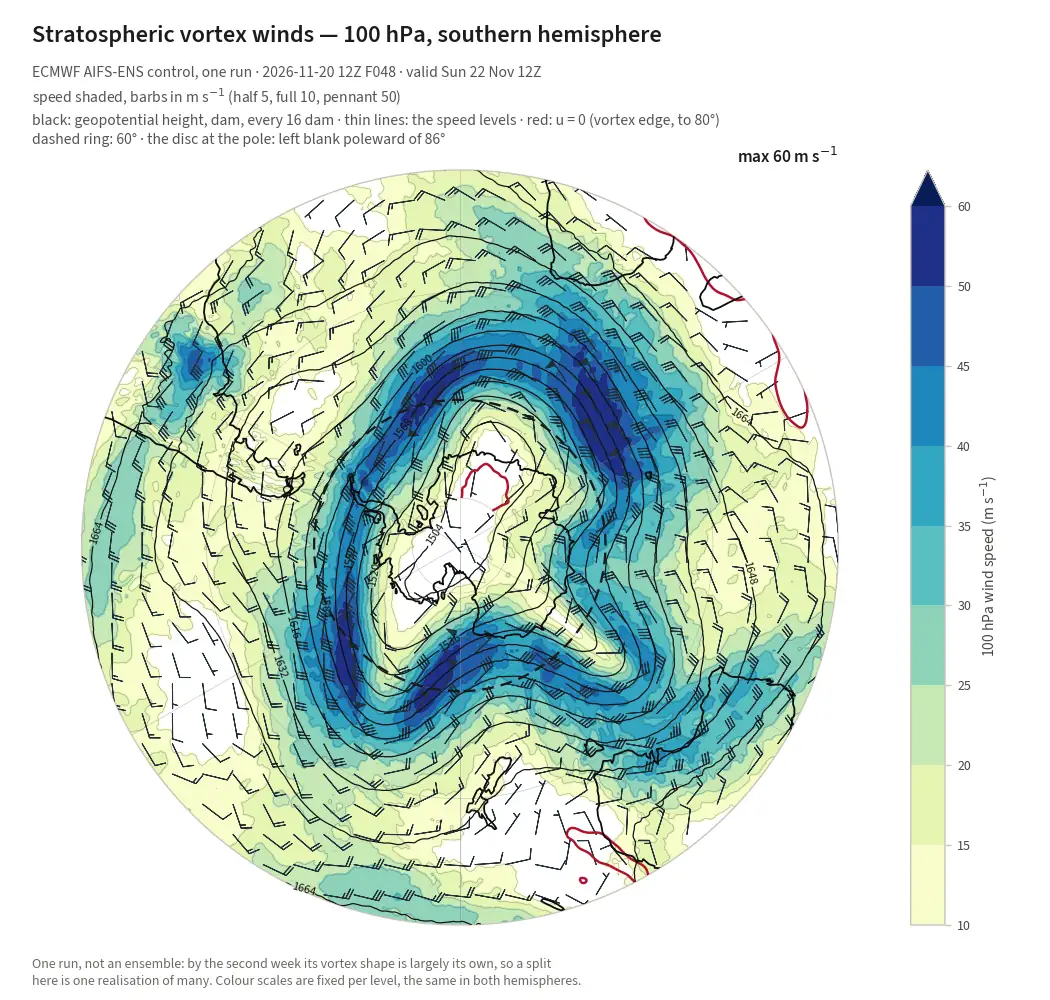 Stratospheric vortex winds — 100 hPa, southern hemisphere
ECMWF AIFS-ENS control, one run · 2026-11-20 12Z F048 · valid Sun 22 Nov 12Z
speed shaded, barbs in m s⁻¹ (half 5, full 10, pennant 50)
black: geopotential height, dam, every 16 dam · thin lines: the speed levels · red: u = 0 (vortex edge, to 80°)
dashed ring: 60° · the disc at the pole: left blank poleward of 86°
max 60 m s⁻¹
60
50
45
40
35
30
25
20
15
10
100 hPa wind speed (m s⁻¹)
1600
1664
1504
1664
1648
1616
1632
1664
One run, not an ensemble: by the second week its vortex shape is largely its own, so a split
here is one realisation of many. Colour scales are fixed per level, the same in both hemispheres.